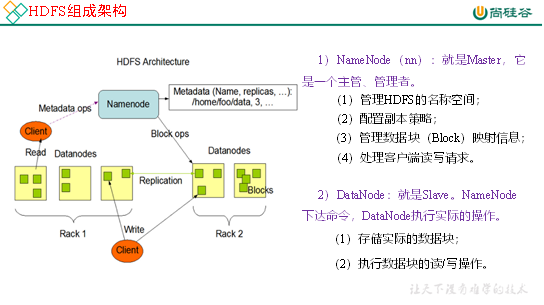 HDFS组成架构
尚硅谷
HDFS Architecture
Metadata (Name, replicas, …):
/home/foo/data, 3, …
Namenode
Metadata ops
Client
Block ops
Read
Datanodes
Datanodes
Replication
Blocks
Rack 1
Write
Rack 2
Client
1）NameNode（nn）：就是Master，它
是一个主管、管理者。
（1）管理HDFS的名称空间；
（2）配置副本策略；
（3）管理数据块（Block）映射信息；
（4）处理客户端读写请求。
2）DataNode：就是Slave。NameNode
下达命令，DataNode执行实际的操作。
（1）存储实际的数据块；
（2）执行数据块的读/写操作。
让天下没有难学的技术